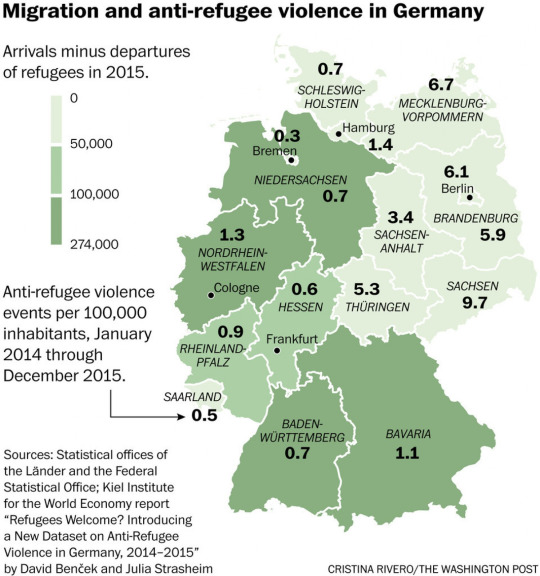 Migration and anti-refugee violence in Germany
Arrivals minus departures
of refugees in 2015.
0
50,000
100,000
274,000
0.7
SCHLESWIG-
HOLSTEIN
6.7
MECKLENBURG-
VORPOMMERN
Hamburg
1.4
0.3
Bremen
NIEDERSACHSEN
0.7
6.1
Berlin
BRANDENBURG
5.9
3.4
SACHSEN-
ANHALT
1.3
NORDRHEIN-
WESTFALEN
Cologne
0.6
HESSEN
5.3
THÜRINGEN
SACHSEN
9.7
Anti-refugee violence
events per 100,000
inhabitants, January
2014 through
December 2015.
0.9
RHEINLAND-
PFALZ
Frankfurt
SAARLAND
0.5
BADEN-
WÜRTTEMBERG
0.7
BAVARIA
1.1
Sources: Statistical offices of
the Länder and the Federal
Statistical Office; Kiel Institute
for the World Economy report
“Refugees Welcome? Introducing
a New Dataset on Anti-Refugee
Violence in Germany, 2014–2015”
by David Benček and Julia Strasheim
CRISTINA RIVERO/THE WASHINGTON POST